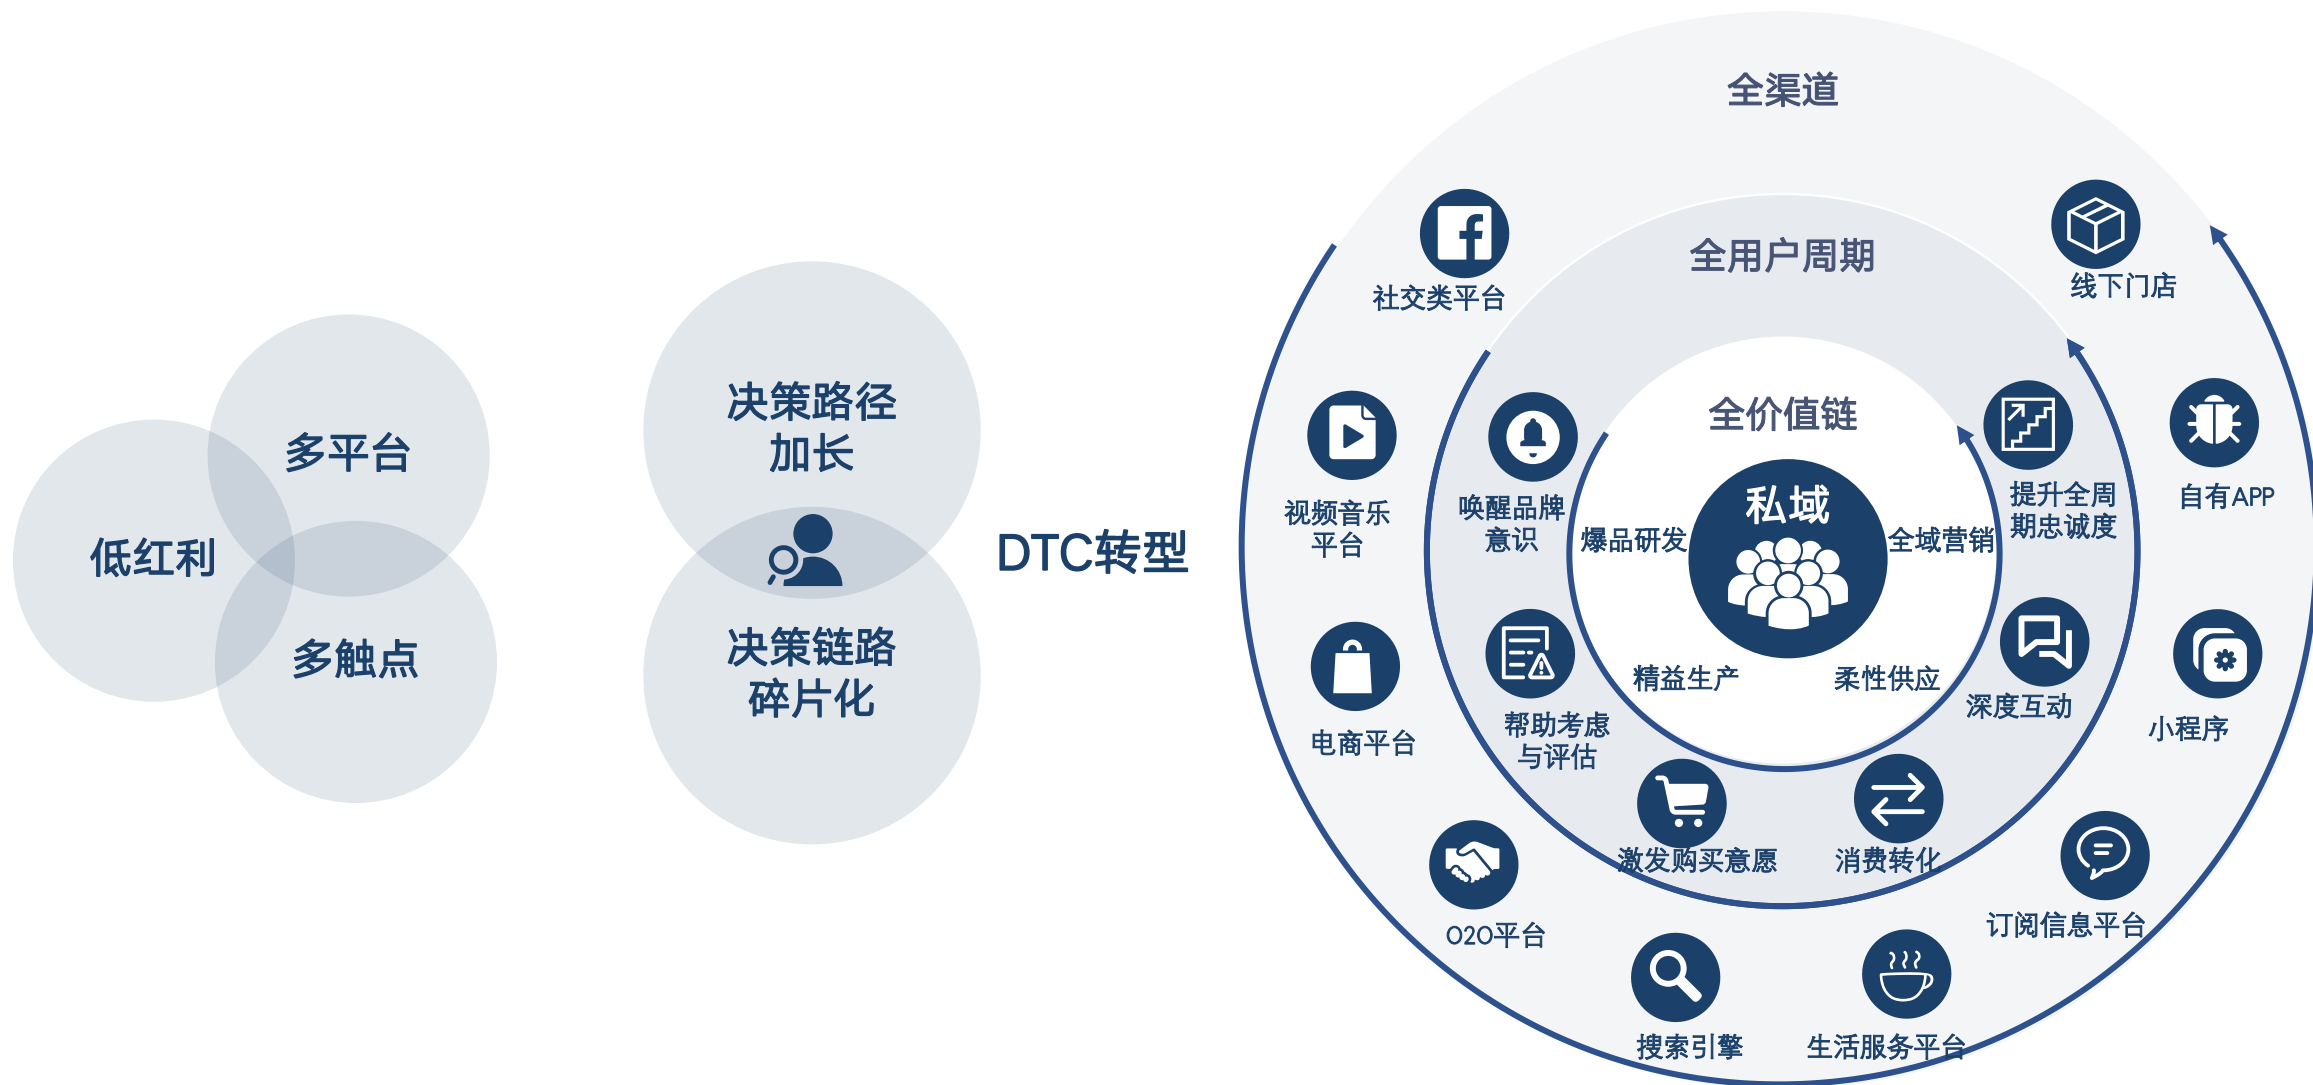 低红利
多平台
多触点
决策路径
加长
决策链路
碎片化
DTC转型
全渠道
社交类平台
视频音乐
平台
电商平台
O2O平台
搜索引擎
生活服务平台
订阅信息平台
小程序
自有APP
线下门店
全用户周期
唤醒品牌
意识
帮助考虑
与评估
激发购买意愿
消费转化
深度互动
提升全周
期忠诚度
全价值链
爆品研发
精益生产
柔性供应
全域营销
私域